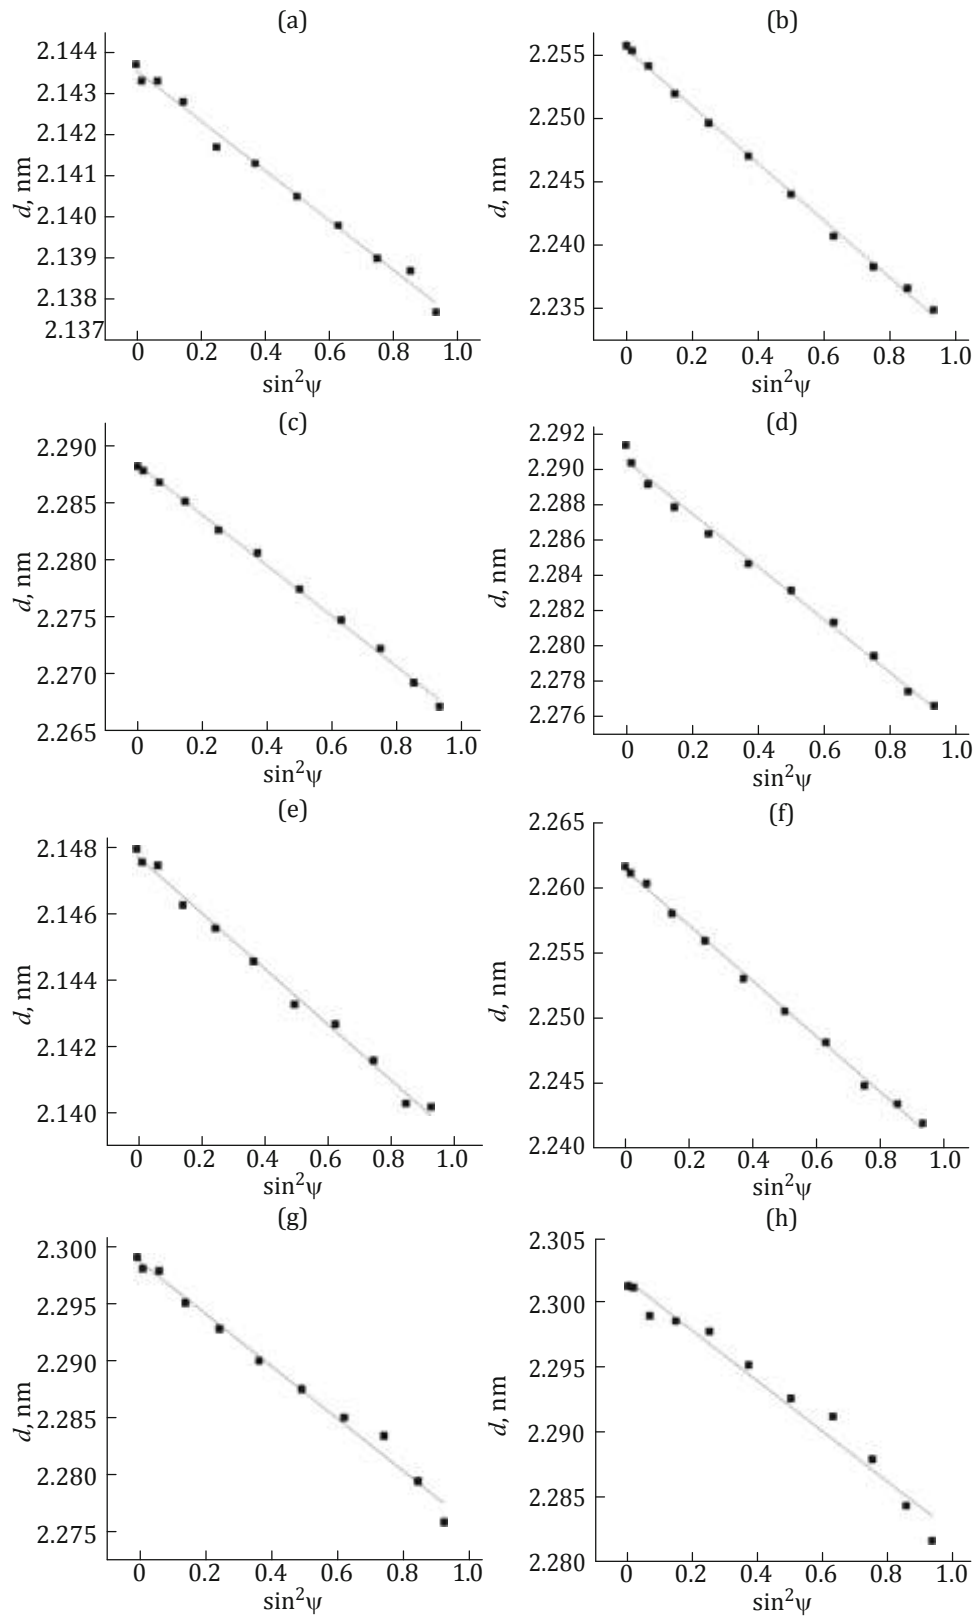 (a)
2.144
2.143
2.142
2.141
2.140
2.139
2.138
2.137
d, nm
0 0.2 0.4 0.6 0.8 1.0
sin²ψ
(b)
2.255
2.250
2.245
2.240
2.235
d, nm
0 0.2 0.4 0.6 0.8 1.0
sin²ψ
(c)
2.290
2.285
2.280
2.275
2.270
2.265
d, nm
0 0.2 0.4 0.6 0.8 1.0
sin²ψ
(d)
2.292
2.290
2.288
2.286
2.284
2.282
2.280
2.278
2.276
d, nm
0 0.2 0.4 0.6 0.8 1.0
sin²ψ
(e)
2.148
2.146
2.144
2.142
2.140
d, nm
0 0.2 0.4 0.6 0.8 1.0
sin²ψ
(f)
2.265
2.260
2.255
2.250
2.245
2.240
d, nm
0 0.2 0.4 0.6 0.8 1.0
sin²ψ
(g)
2.300
2.295
2.290
2.285
2.280
2.275
d, nm
0 0.2 0.4 0.6 0.8 1.0
sin²ψ
(h)
2.305
2.300
2.295
2.290
2.285
2.280
d, nm
0 0.2 0.4 0.6 0.8 1.0
sin²ψ